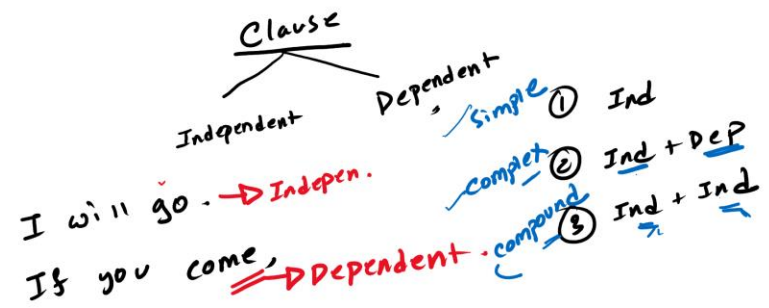 Clause
Independent Dependent
I will go. → Indepen.
If you come, → Dependent.
simple ① Ind
complet ② Ind + Dep
compound ③ Ind + Ind